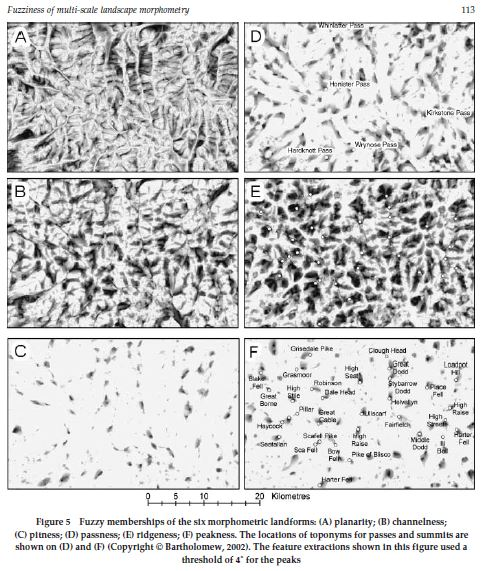 Fuzziness of multi-scale landscape morphometry
113
A
D
Whinlatter Pass
Honister Pass
Kirkstone Pass
Wrynose Pass
Hardknott Pass
B
E
C
F
Grisedale Pike
Clough Head
Grasmoor
High
Seat
Great
Dodd
Loadpot
Hill
Blake
Fell
Robinson
High
Stile
Dale Head
Stybarrow
Dodd
Place
Fell
Great
Borne
Helvellyn
Pillar
Great
Gable
Ullscarf
High
Raise
Haycock
Fairfield
High
Street
Seatallan
Scafell Pike
Sca Fell
High
Raise
Middle
Dodd
Harter
Fell
Bow
Fell
Pike of Blisco
Bell
Harter Fell
0 5 10 20 Kilometres
Figure 5 Fuzzy memberships of the six morphometric landforms: (A) planarity; (B) channelness;
(C) pitness; (D) passness; (E) ridgeness; (F) peakness. The locations of toponyms for passes and summits are
shown on (D) and (F) (Copyright © Bartholomew, 2002). The feature extractions shown in this figure used a
threshold of 4° for the peaks